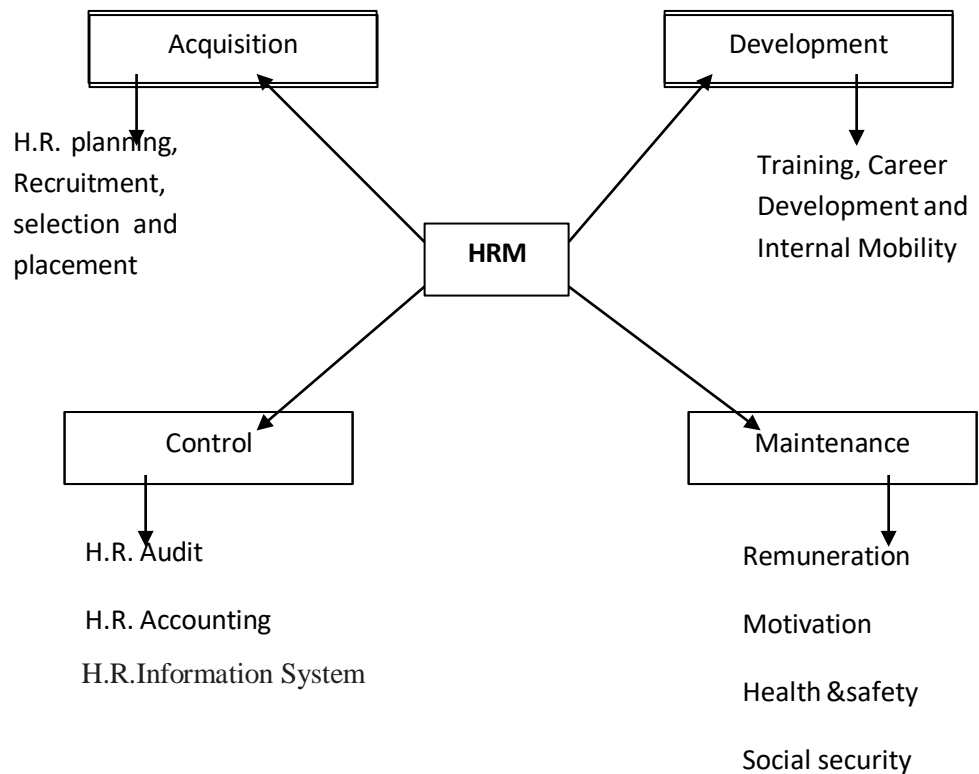 Acquisition
Development
H.R. planning,
Recruitment,
selection and
placement
Training, Career
Development and
Internal Mobility
HRM
Control
Maintenance
H.R. Audit
H.R. Accounting
H.R.Information System
Remuneration
Motivation
Health &safety
Social security